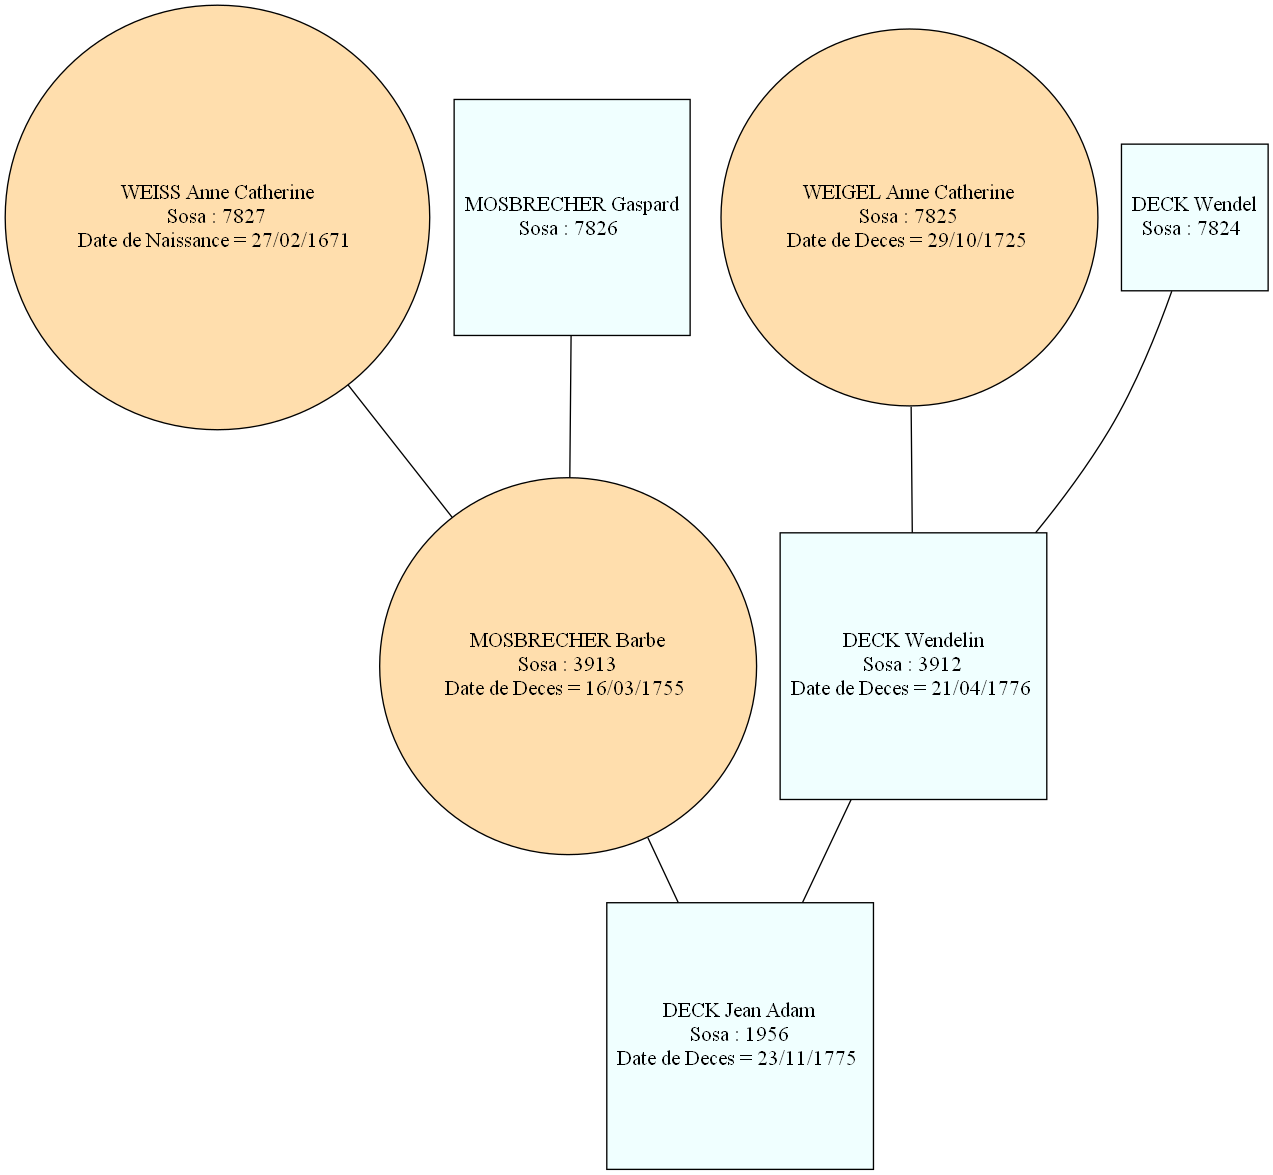 WEISS Anne Catherine
Sosa : 7827
Date de Naissance = 27/02/1671
MOSBRECHER Gaspard
Sosa : 7826
WEIGEL Anne Catherine
Sosa : 7825
Date de Deces = 29/10/1725
DECK Wendel
Sosa : 7824
MOSBRECHER Barbe
Sosa : 3913
Date de Deces = 16/03/1755
DECK Wendelin
Sosa : 3912
Date de Deces = 21/04/1776
DECK Jean Adam
Sosa : 1956
Date de Deces = 23/11/1775